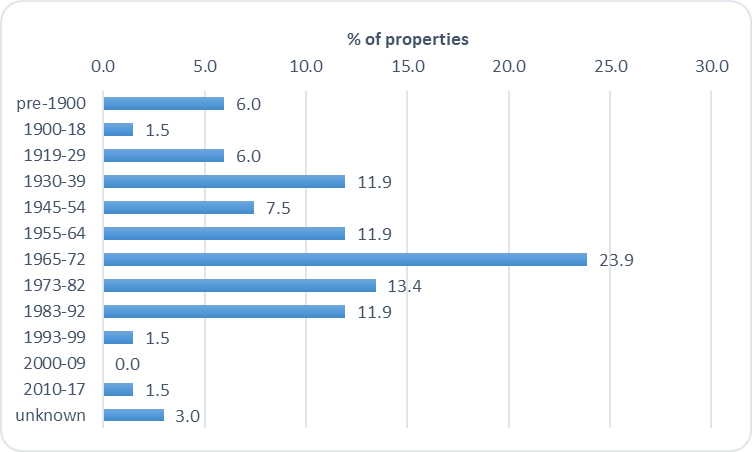 % of properties
0.0 5.0 10.0 15.0 20.0 25.0 30.0
pre-1900 6.0
1900-18 1.5
1919-29 6.0
1930-39 11.9
1945-54 7.5
1955-64 11.9
1965-72 23.9
1973-82 13.4
1983-92 11.9
1993-99 1.5
2000-09 0.0
2010-17 1.5
unknown 3.0